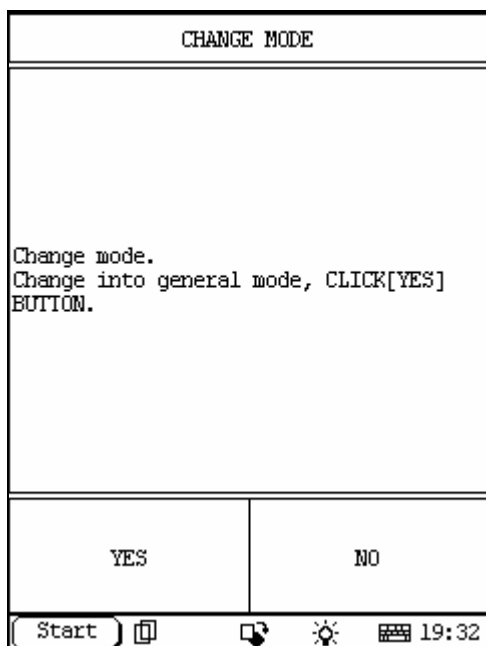 CHANGE MODE
Change mode.
Change into general mode, CLICK[YES]
BUTTON.
YES
NO
Start
19:32